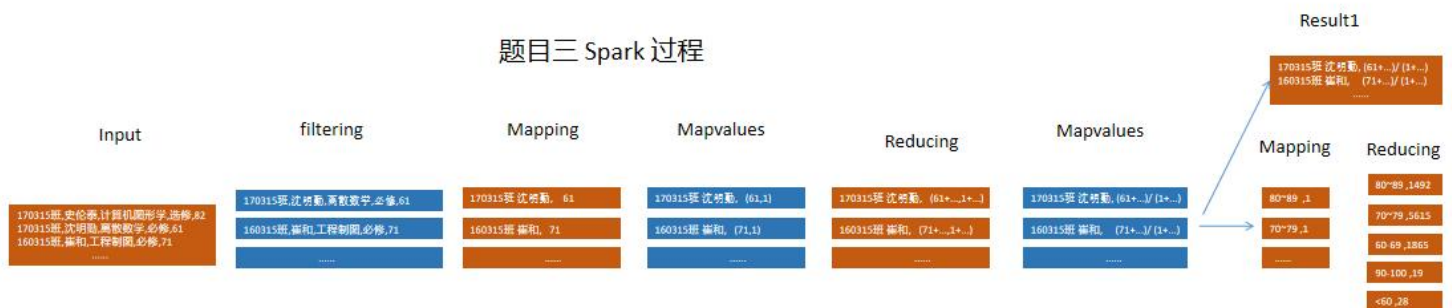 题目三 Spark 过程
Input
170315班,史伦泰,计算机图形学,选修,82
170315班,沈明勤,离散数学,必修,61
160315班,崔和,工程制图,必修,71
......
filtering
170315班,沈明勤,离散数学,必修,61
160315班,崔和,工程制图,必修,71
......
Mapping
170315班 沈明勤, 61
160315班 崔和, 71
......
Mapvalues
170315班 沈明勤, (61,1)
160315班 崔和, (71,1)
......
Reducing
170315班 沈明勤, (61+...,1+...)
160315班 崔和, (71+...,1+...)
......
Mapvalues
170315班 沈明勤, (61+...)/ (1+...)
160315班 崔和, (71+...)/ (1+...)
......
Result1
170315班 沈明勤, (61+...)/ (1+...)
160315班 崔和, (71+...)/ (1+...)
......
Mapping
80~89 ,1
70~79 ,1
......
Reducing
80~89 ,1492
70~79 ,5615
60-69 ,1865
90-100 ,19
<60 ,28